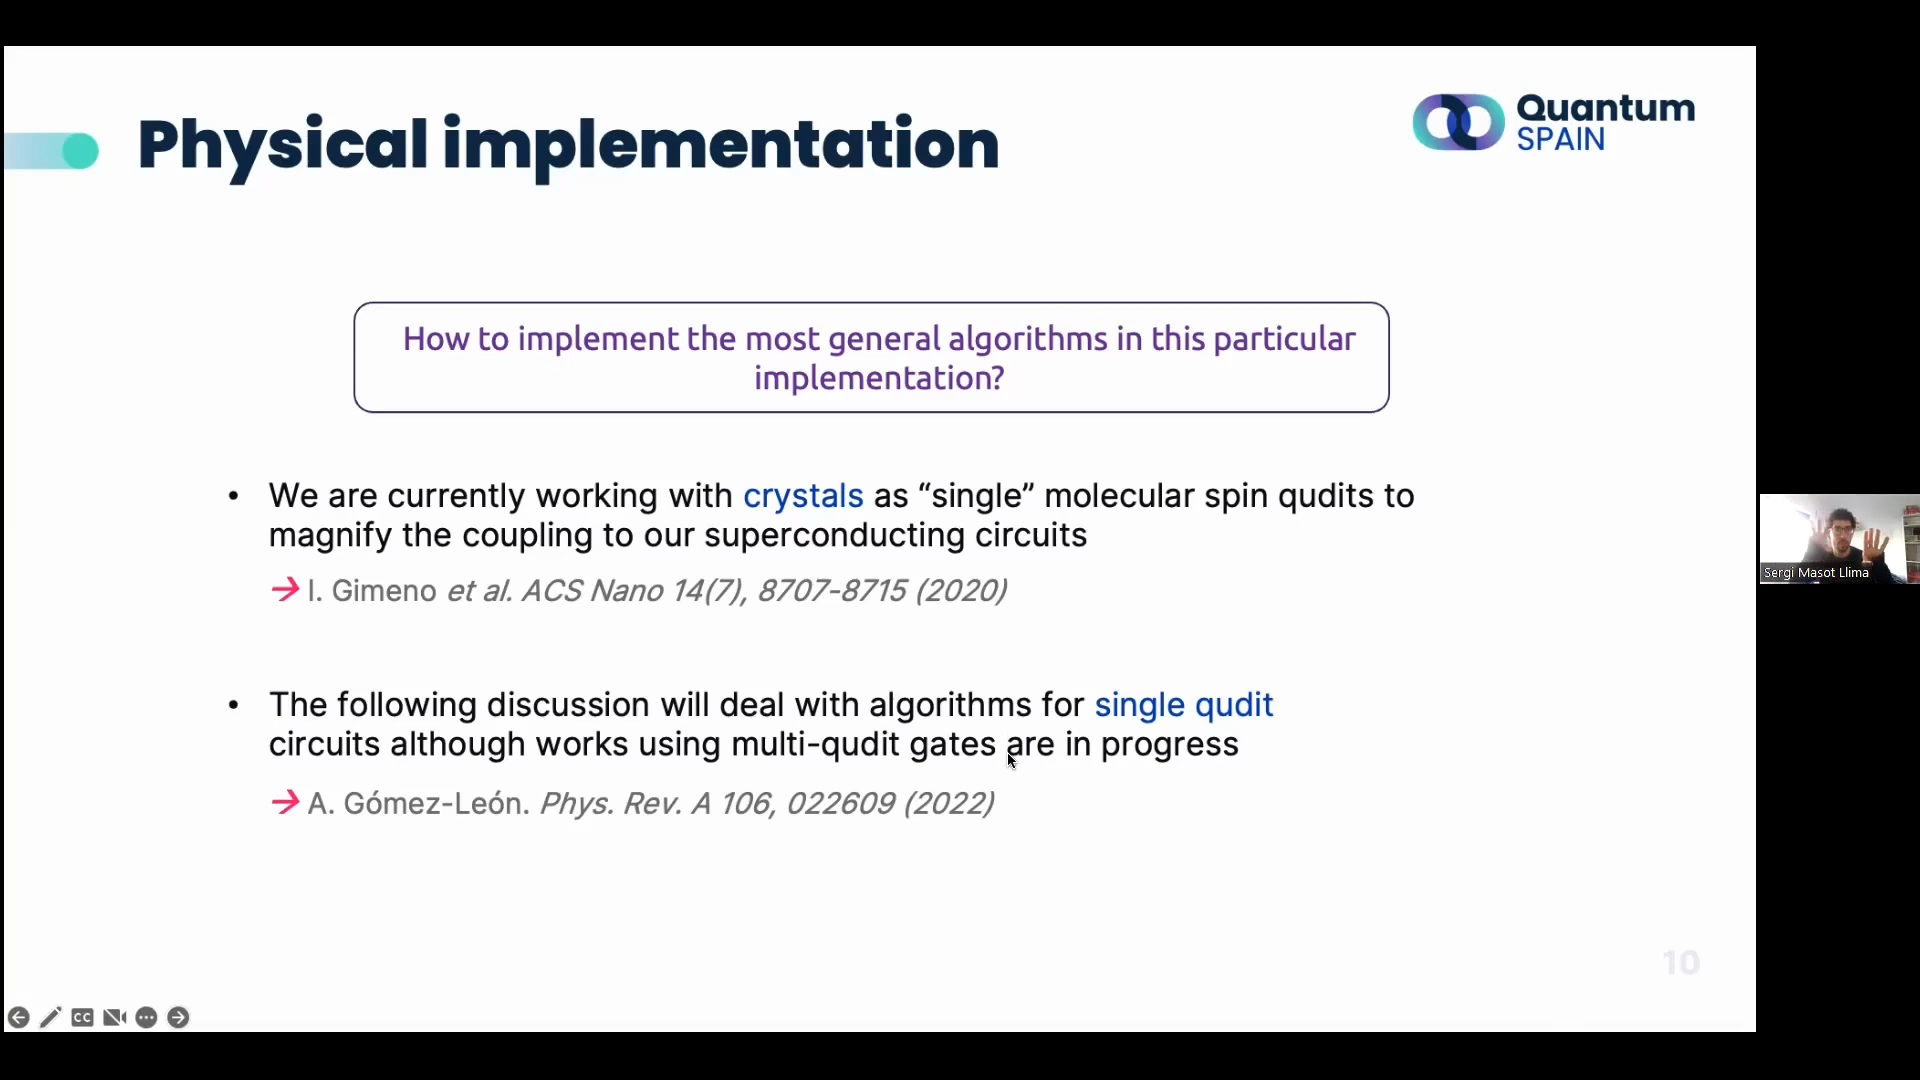 Physical implementation
Quantum
SPAIN
How to implement the most general algorithms in this particular
implementation?
• We are currently working with crystals as “single” molecular spin qudits to
magnify the coupling to our superconducting circuits
→ I. Gimeno et al. ACS Nano 14(7), 8707-8715 (2020)
• The following discussion will deal with algorithms for single qudit
circuits although works using multi-qudit gates are in progress
→ A. Gómez-León. Phys. Rev. A 106, 022609 (2022)
Sergi Masot Llima
10
CC